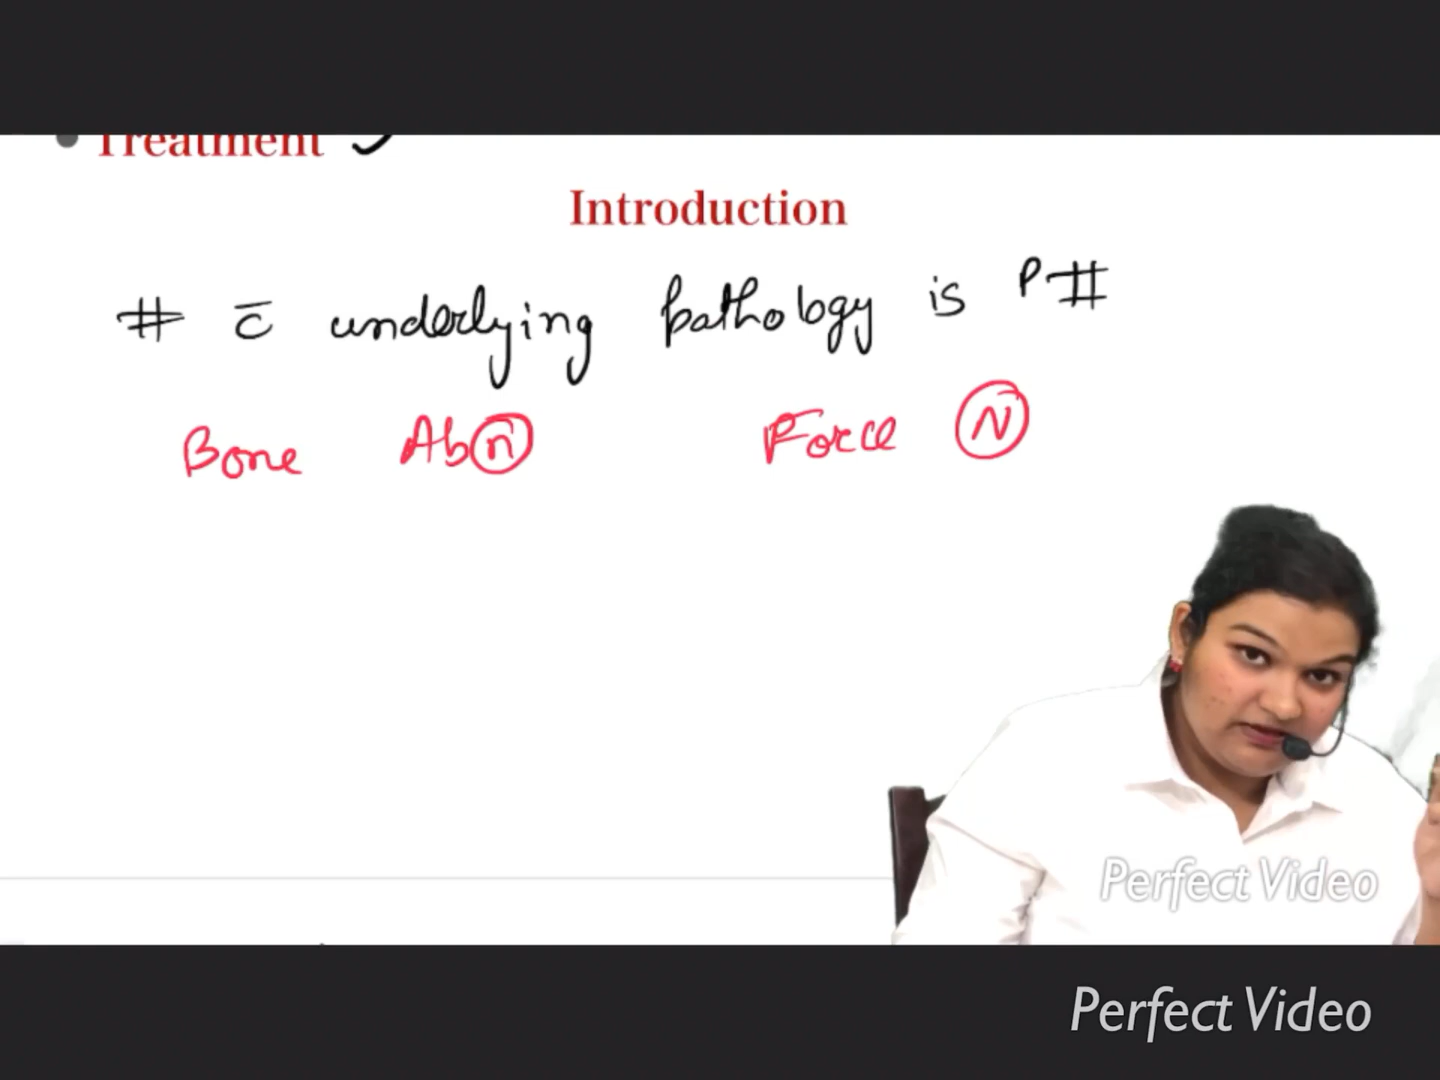 Treatment
Introduction
# c̄ underlying pathology is P#
Bone Abⓝ Force Ⓝ
Perfect Video
Perfect Video